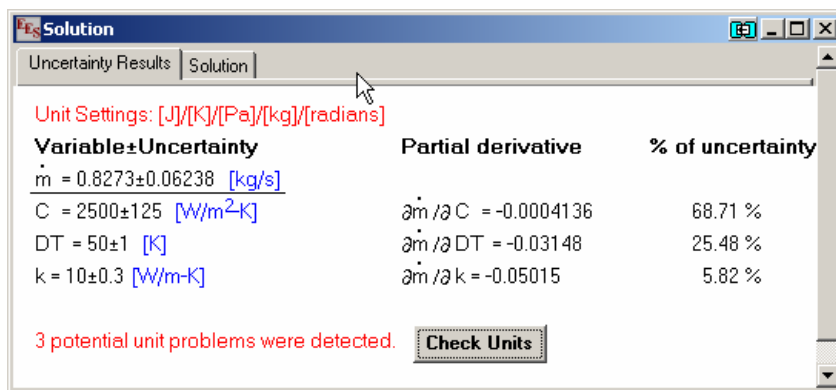 EES Solution
Uncertainty Results Solution
Unit Settings: [J]/[K]/[Pa]/[kg]/[radians]
Variable±Uncertainty Partial derivative % of uncertainty
ṁ = 0.8273±0.06238 [kg/s]
C = 2500±125 [W/m²-K] ∂ṁ/∂C = -0.0004136 68.71 %
DT = 50±1 [K] ∂ṁ/∂DT = -0.03148 25.48 %
k = 10±0.3 [W/m-K] ∂ṁ/∂k = -0.05015 5.82 %
3 potential unit problems were detected. Check Units